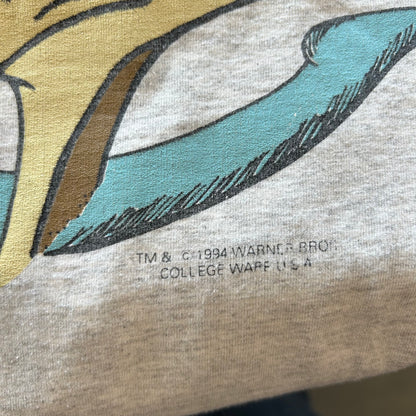 TM & © 1994 WARNER BROS.
COLLEGE WARE U S A